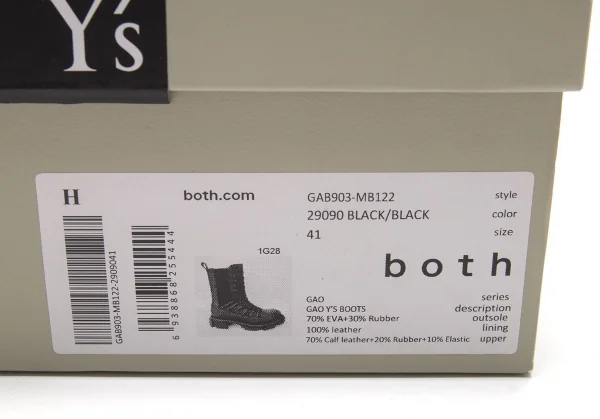 Y's
H
both.com
GAB903-MB122 style
29090 BLACK/BLACK color
41 size
GAB903-MB122-2909041
6 938868 255444
1G28
both
GAO series
GAO Y'S BOOTS description
70% EVA+30% Rubber outsole
100% leather lining
70% Calf leather+20% Rubber+10% Elastic upper